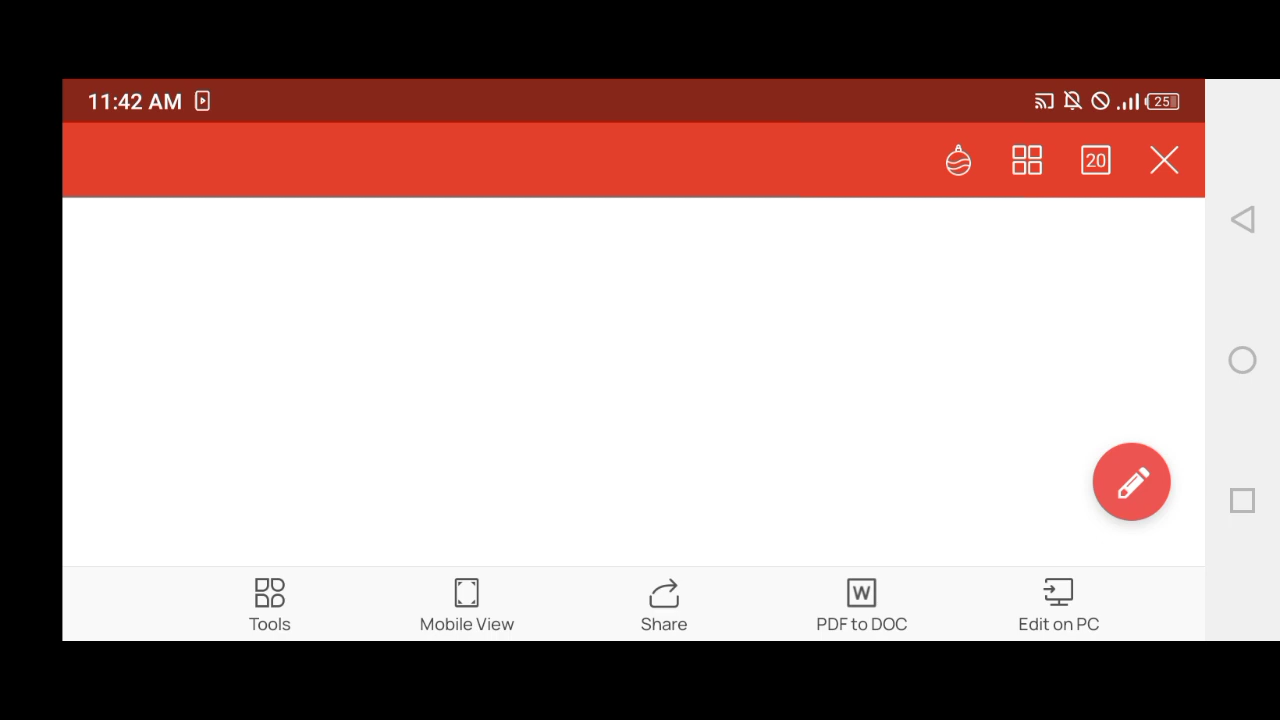 11:42 AM
25
20
W
Tools
Mobile View
Share
PDF to DOC
Edit on PC